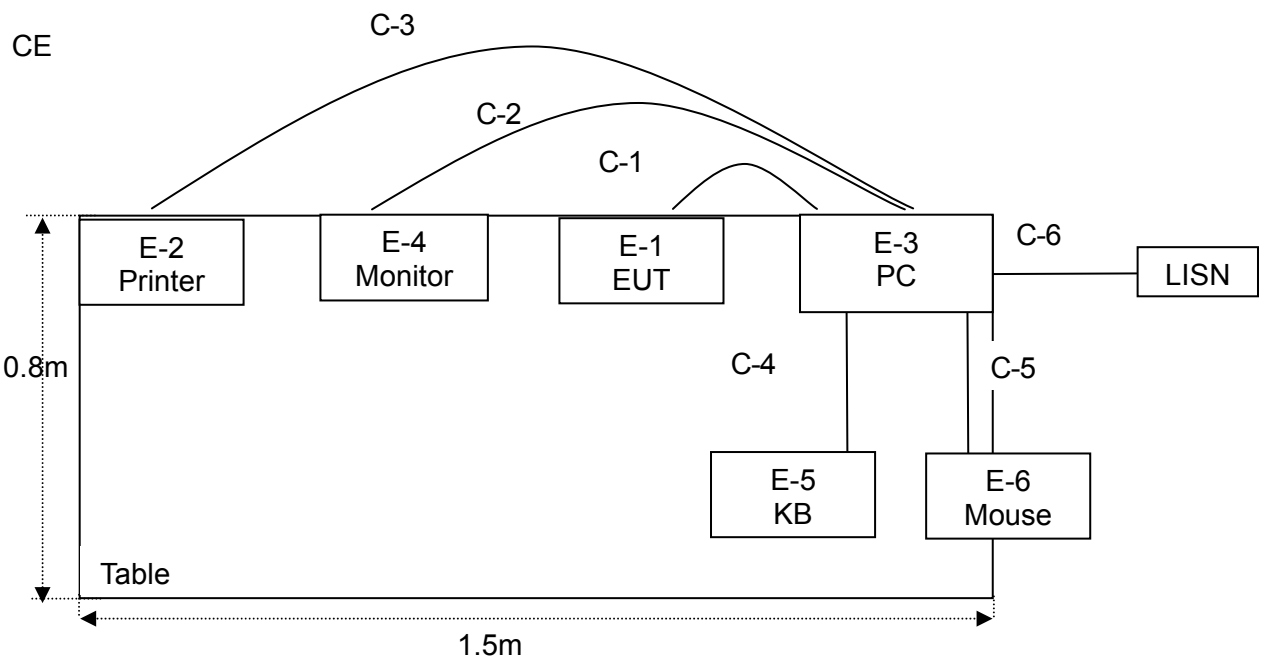 CE
C-3
C-2
C-1
E-2
Printer
E-4
Monitor
E-1
EUT
E-3
PC
C-6
LISN
0.8m
C-4
C-5
E-5
KB
E-6
Mouse
Table
1.5m